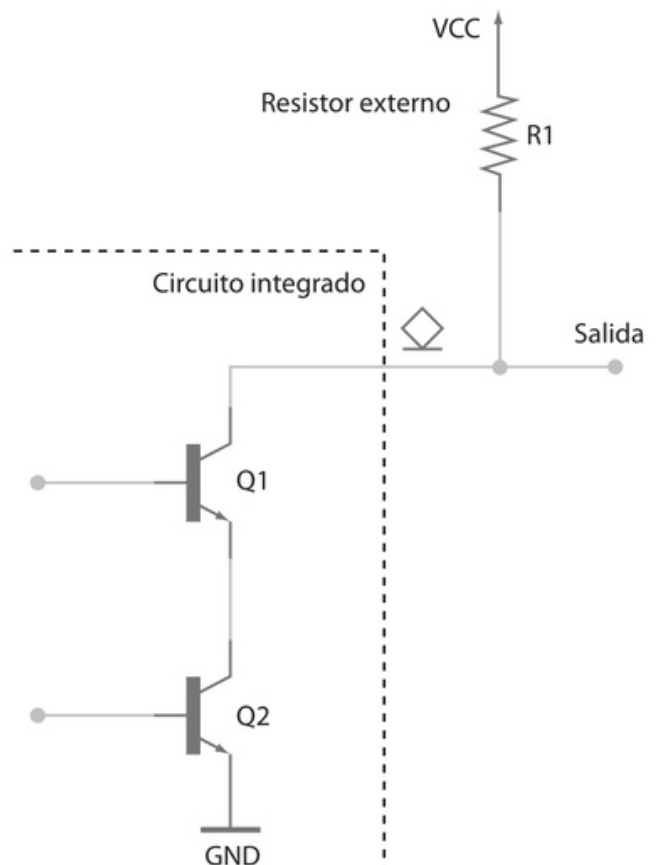 VCC
Resistor externo
R1
Circuito integrado
Salida
Q1
Q2
GND